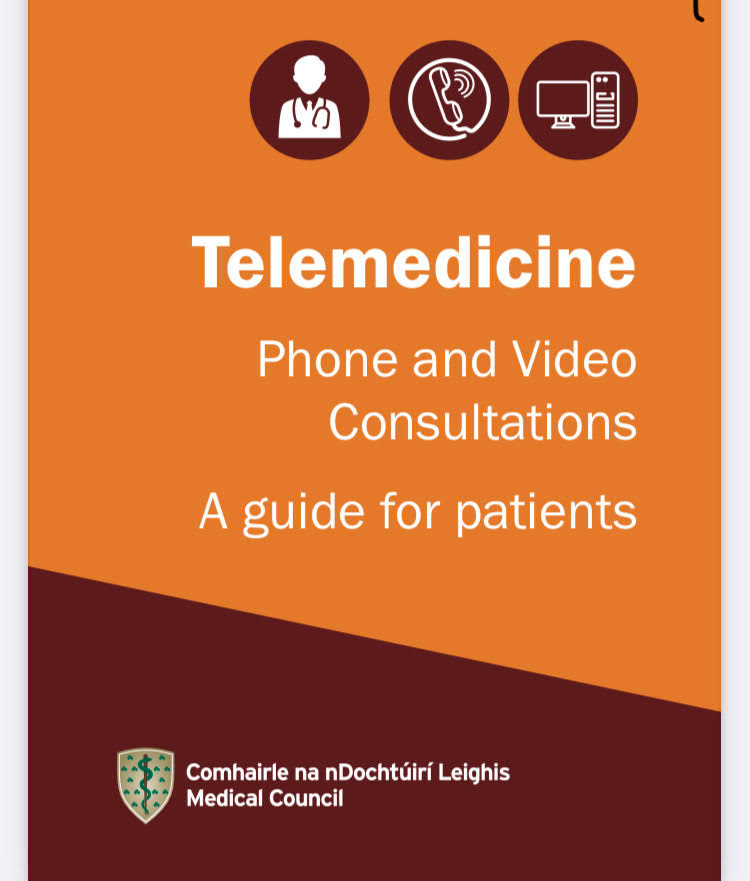 Telemedicine
Phone and Video
Consultations
A guide for patients
Comhairle na nDochtúirí Leighis
Medical Council